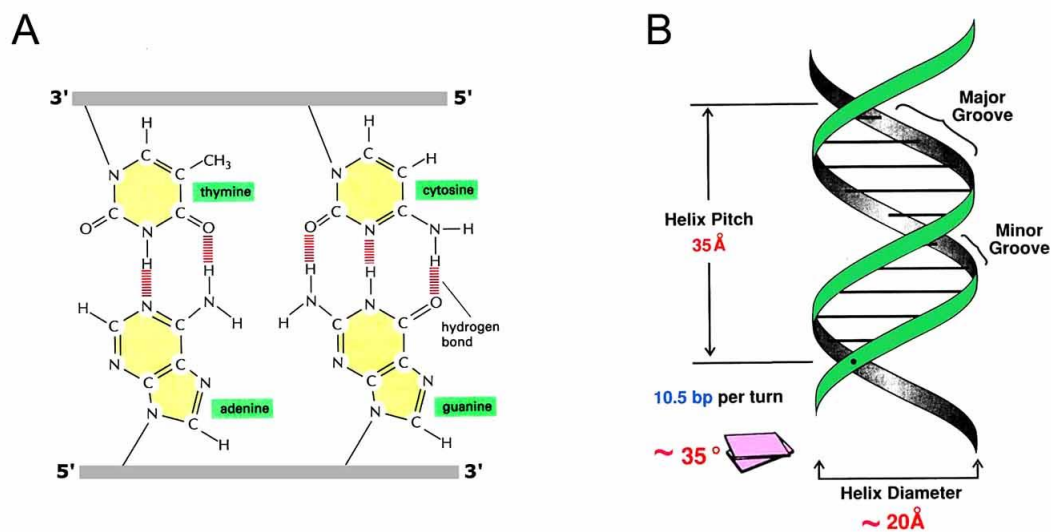 A
3'
5'
H
H
C
N
C
CH₃
thymine
O
C
C
O
N
H
H
N
N
H
H
C
C
N
C
C
N
adenine
N
C
H
H
H
C
N
C
cytosine
O
C
C
N
N
H
H
H
H
H
N
N
O
H
C
C
N
C
C
N
hydrogen
bond
guanine
N
C
H
5'
3'
B
Major
Groove
Helix Pitch
35Å
Minor
Groove
10.5 bp per turn
~ 35°
Helix Diameter
~ 20Å